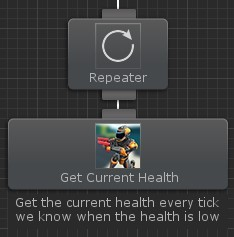 Repeater
Get Current Health
Get the current health every tick
we know when the health is low